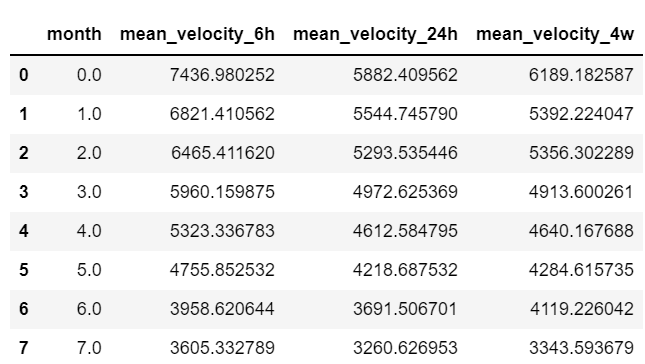 month mean_velocity_6h mean_velocity_24h mean_velocity_4w
0 0.0 7436.980252 5882.409562 6189.182587
1 1.0 6821.410562 5544.745790 5392.224047
2 2.0 6465.411620 5293.535446 5356.302289
3 3.0 5960.159875 4972.625369 4913.600261
4 4.0 5323.336783 4612.584795 4640.167688
5 5.0 4755.852532 4218.687532 4284.615735
6 6.0 3958.620644 3691.506701 4119.226042
7 7.0 3605.332789 3260.626953 3343.593679